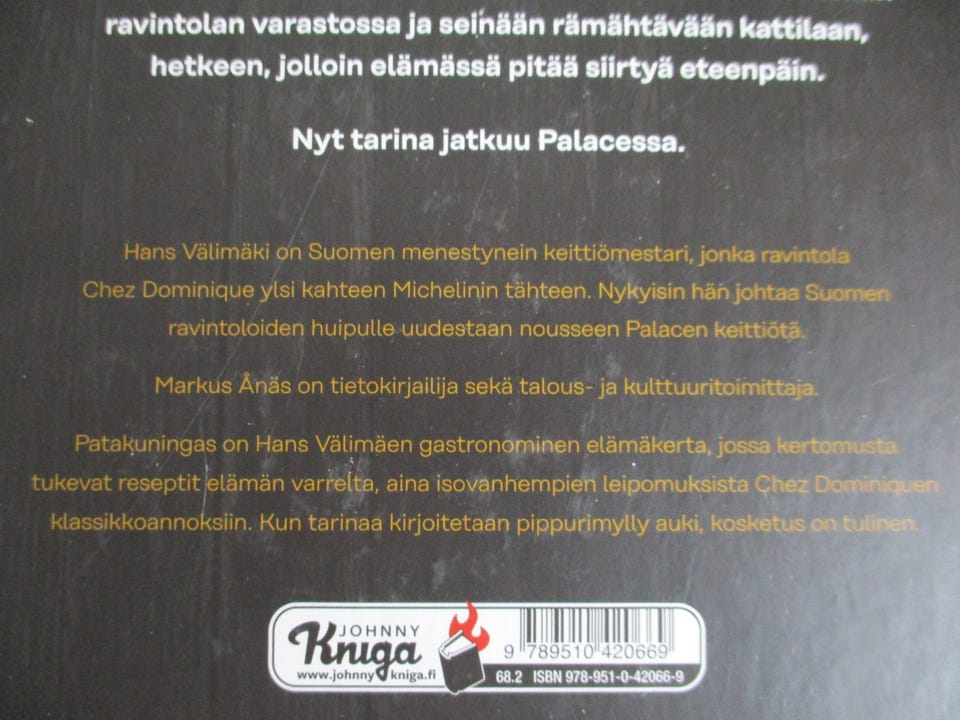 ravintolan varastossa ja seinään rämähtävään kattilaan,
hetkeen, jolloin elämässä pitää siirtyä eteenpäin.
Nyt tarina jatkuu Palacessa.
Hans Välimäki on Suomen menestynein keittiömestari, jonka ravintola
Chez Dominique ylsi kahteen Michelinin tähteen. Nykyisin hän johtaa Suomen
ravintoloiden huipulle uudestaan nousseen Palacen keittiötä.
Markus Ånäs on tietokirjailija sekä talous- ja kulttuuritoimittaja.
Patakuningas on Hans Välimäen gastronominen elämäkerta, jossa kertomusta
tukevat reseptit elämän varrelta, aina isovanhempien leipomuksista Chez Dominiquen
klassikkoannoksiin. Kun tarinaa kirjoitetaan pippurimylly auki, kosketus on tulinen.
JOHNNY
Kniga
www.johnnykniga.fi
9 789510 420669
68.2 ISBN 978-951-0-42066-9